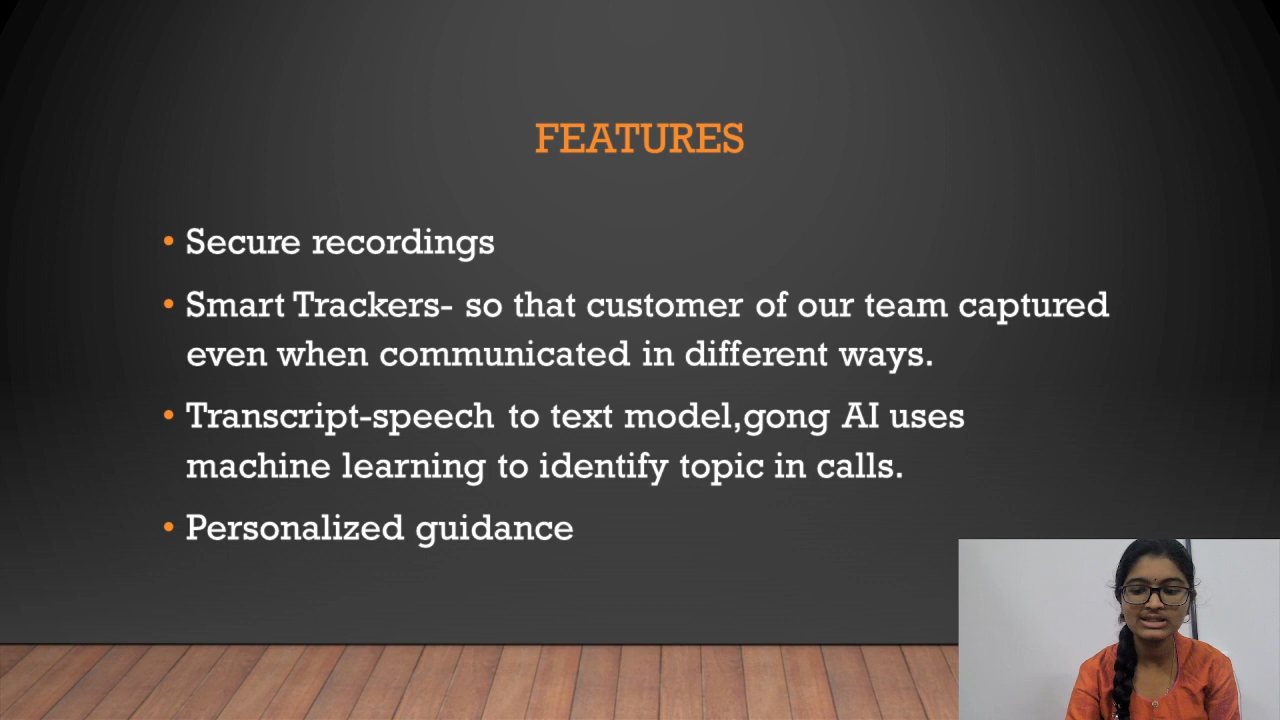 FEATURES
• Secure recordings
• Smart Trackers- so that customer of our team captured
even when communicated in different ways.
• Transcript-speech to text model,gong AI uses
machine learning to identify topic in calls.
• Personalized guidance